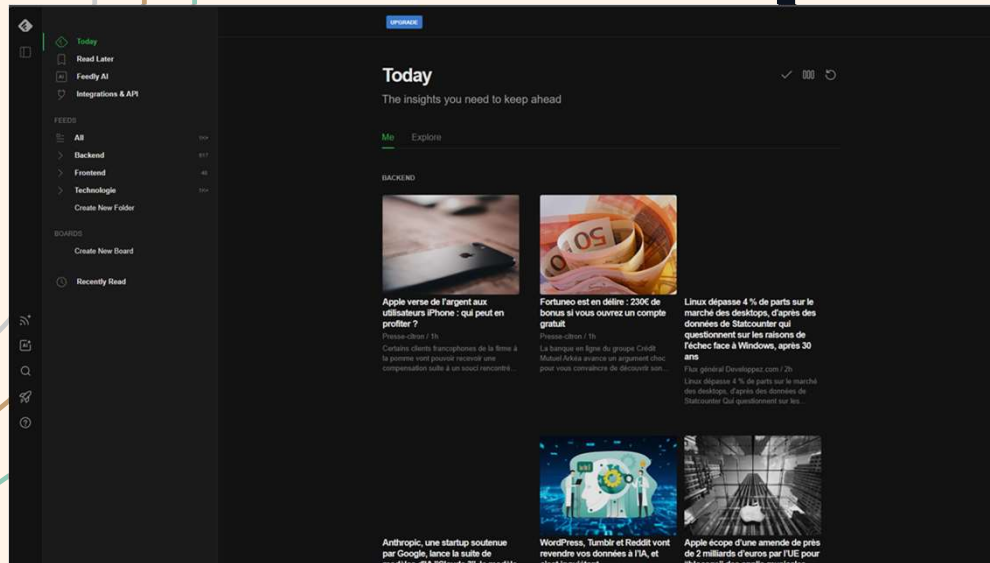 UPGRADE
Today
Read Later
Feedly AI
Integrations & API
FEEDS
All
Backend
Frontend
Technologie
Create New Folder
BOARDS
Create New Board
Recently Read
Today
The insights you need to keep ahead
Me
Explore
BACKEND
Apple verse de l'argent aux
utilisateurs iPhone : qui peut en
profiter ?
Presse-citron / 1h
Certains clients francophones de la firme à
la pomme vont pouvoir recevoir une
compensation suite à un souci rencontré...
Fortuneo est en délire : 230€ de
bonus si vous ouvrez un compte
gratuit
Presse-citron / 1h
La banque en ligne du groupe Crédit
Mutuel Arkéa avance un argument choc
pour vous convaincre de découvrir son...
Linux dépasse 4 % de parts sur le
marché des desktops, d'après des
données de Statcounter qui
questionnent sur les raisons de
l'échec face à Windows, après 30
ans
Flux général Developpez.com / 2h
Linux dépasse 4 % de parts sur le marché
des desktops, d'après des données de
Statcounter Qui questionnent sur les...
Anthropic, une startup soutenue
par Google, lance la suite de
WordPress, Tumblr et Reddit vont
revendre vos données à l'IA, et
Apple écope d'une amende de près
de 2 milliards d'euros par l'UE pour